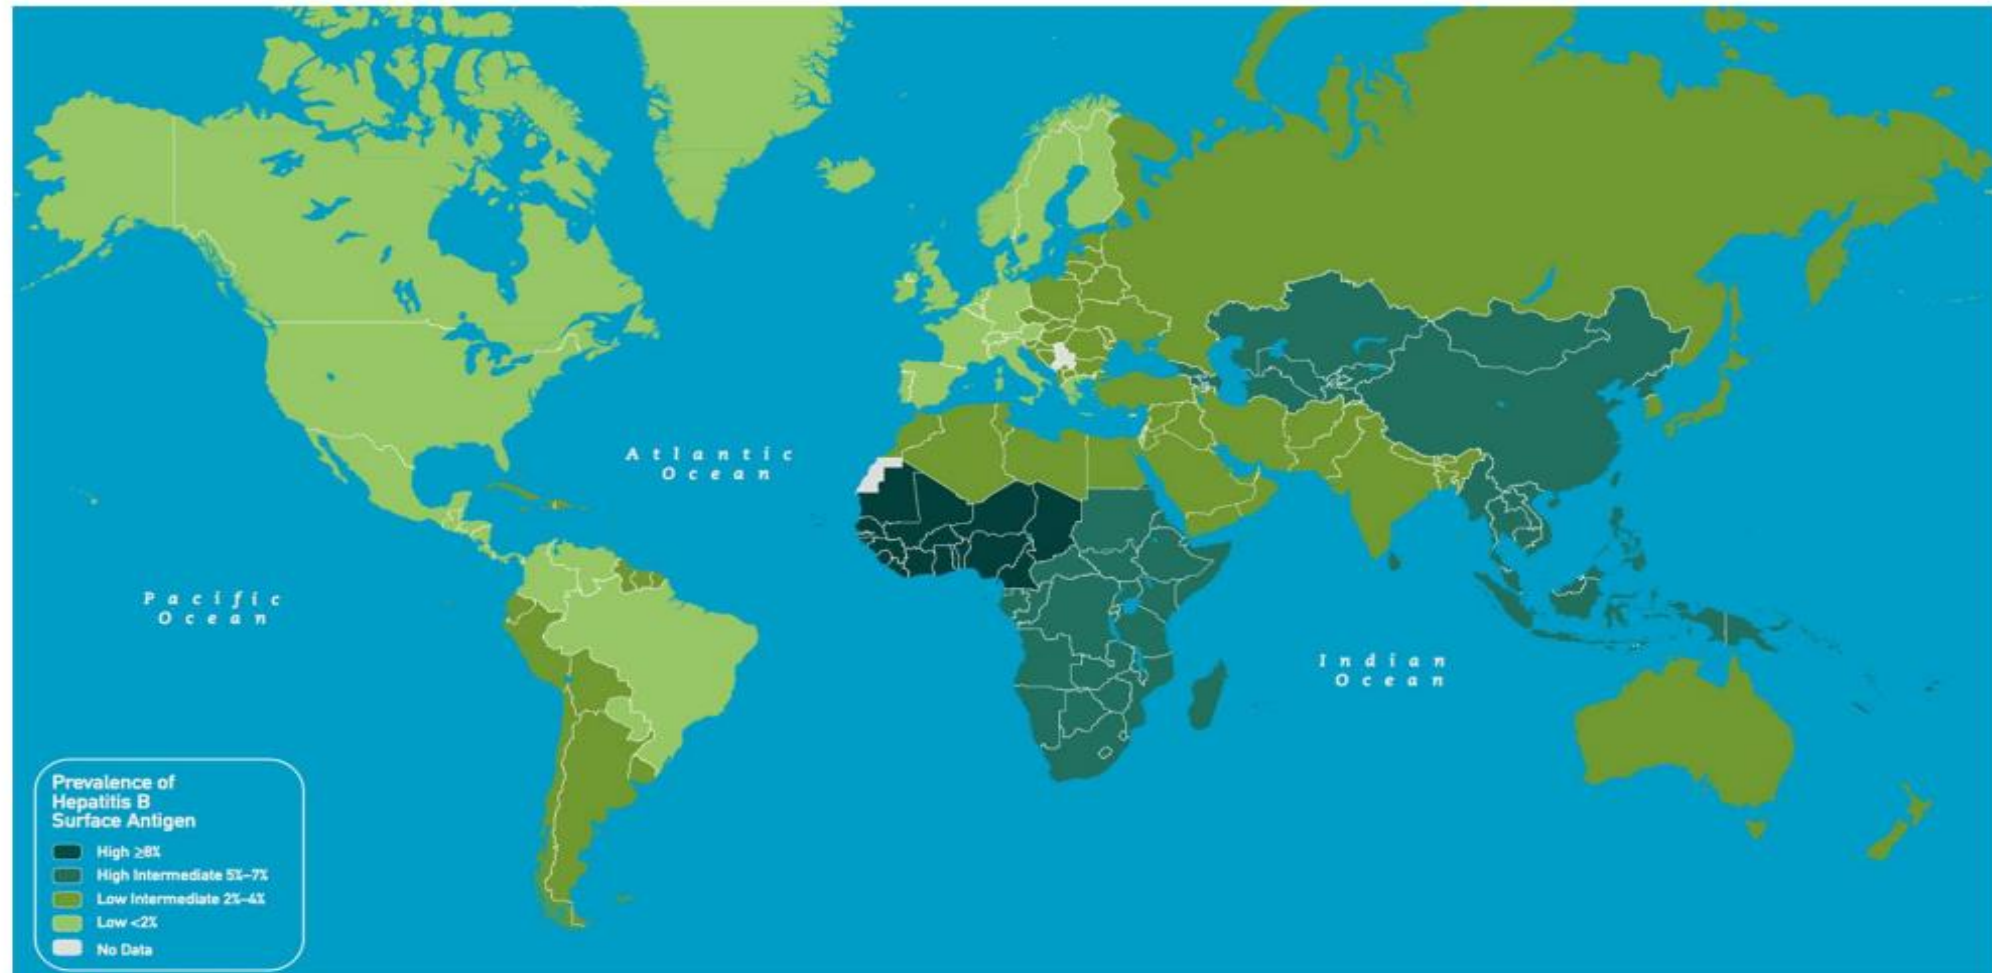 Atlantic
Ocean
Pacific
Ocean
Indian
Ocean
Prevalence of
Hepatitis B
Surface Antigen
High ≥8%
High Intermediate 5%–7%
Low Intermediate 2%–4%
Low <2%
No Data